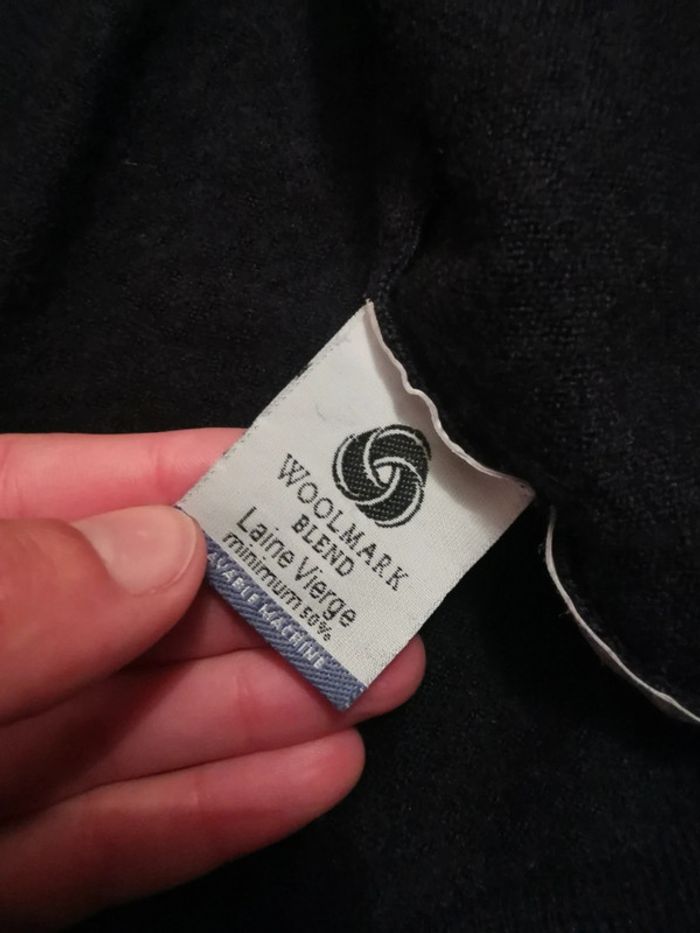 WOOLMARK
BLEND
Laine Vierge
minimum 50%
MACHINE